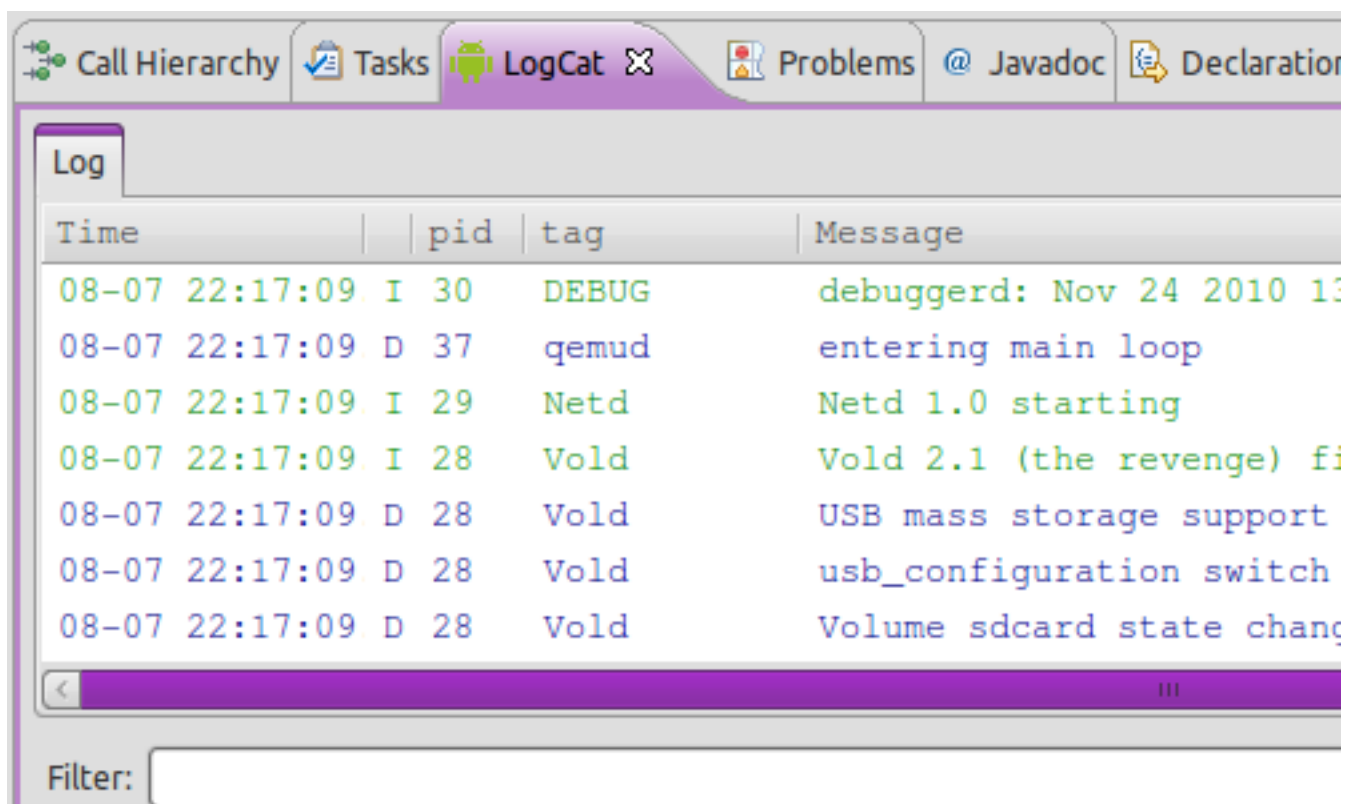 Call Hierarchy Tasks LogCat Problems @ Javadoc Declaration
Log
Time pid tag Message
08-07 22:17:09 I 30 DEBUG debuggerd: Nov 24 2010 13
08-07 22:17:09 D 37 qemud entering main loop
08-07 22:17:09 I 29 Netd Netd 1.0 starting
08-07 22:17:09 I 28 Vold Vold 2.1 (the revenge) fi
08-07 22:17:09 D 28 Vold USB mass storage support
08-07 22:17:09 D 28 Vold usb_configuration switch
08-07 22:17:09 D 28 Vold Volume sdcard state chang
Filter: